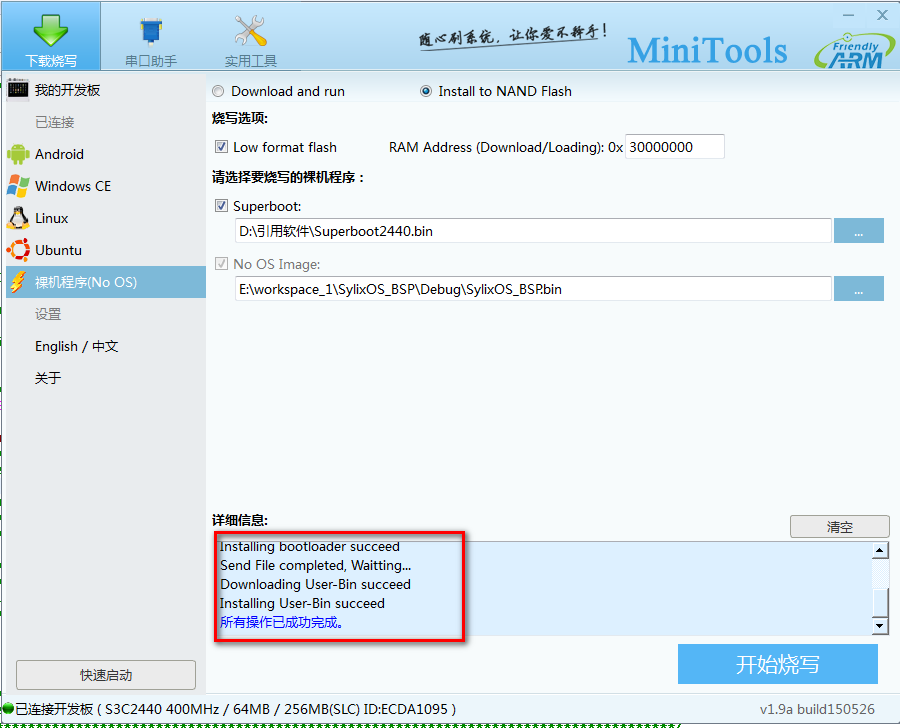 随心刷系统，让你爱不释手！
MiniTools
Friendly
ARM
下载烧写
串口助手
实用工具
我的开发板
已连接
Android
Windows CE
Linux
Ubuntu
裸机程序(No OS)
设置
English / 中文
关于
快速启动
Download and run
Install to NAND Flash
烧写选项:
Low format flash
RAM Address (Download/Loading): 0x 30000000
请选择要烧写的裸机程序：
Superboot:
D:\引用软件\Superboot2440.bin
...
No OS Image:
E:\workspace_1\SylixOS_BSP\Debug\SylixOS_BSP.bin
...
详细信息:
清空
Installing bootloader succeed
Send File completed, Waitting...
Downloading User-Bin succeed
Installing User-Bin succeed
所有操作已成功完成。
开始烧写
已连接开发板 ( S3C2440 400MHz / 64MB / 256MB(SLC) ID:ECDA1095 )
v1.9a build150526